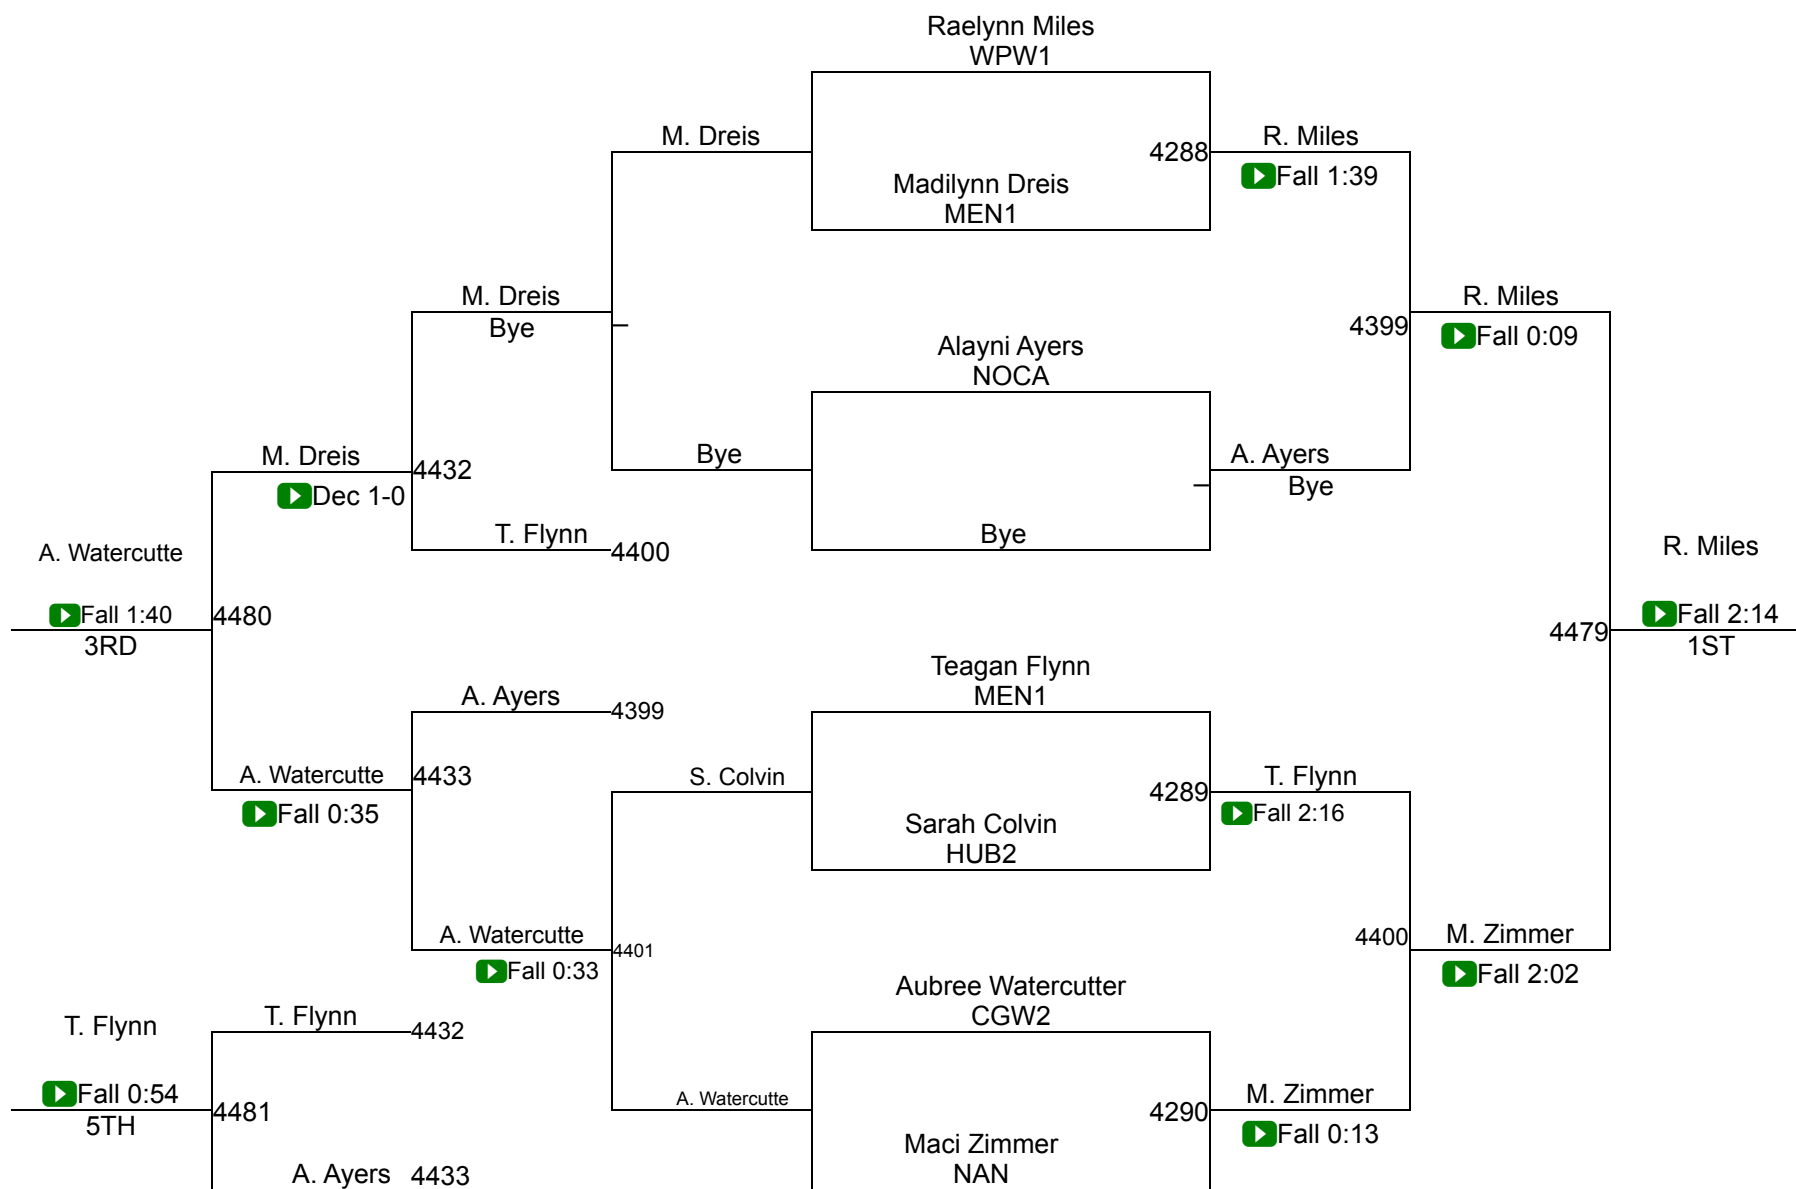 Raelynn Miles
WPW1
M. Dreis
4288
R. Miles
Fall 1:39
Madilynn Dreis
MEN1
M. Dreis
Bye
R. Miles
4399
Fall 0:09
Alayni Ayers
NOCA
M. Dreis
4432
Dec 1-0
Bye
A. Ayers
Bye
T. Flynn
4400
Bye
A. Watercutte
Fall 1:40
4480
3RD
R. Miles
4479
Fall 2:14
1ST
Teagan Flynn
MEN1
A. Ayers
4399
A. Watercutte
4433
Fall 0:35
S. Colvin
4289
T. Flynn
Fall 2:16
Sarah Colvin
HUB2
A. Watercutte
4401
Fall 0:33
4400
M. Zimmer
Fall 2:02
Aubree Watercutter
CGW2
T. Flynn
T. Flynn
4432
Fall 0:54
4481
5TH
A. Watercutte
4290
M. Zimmer
Fall 0:13
Maci Zimmer
NAN
A. Ayers
4433